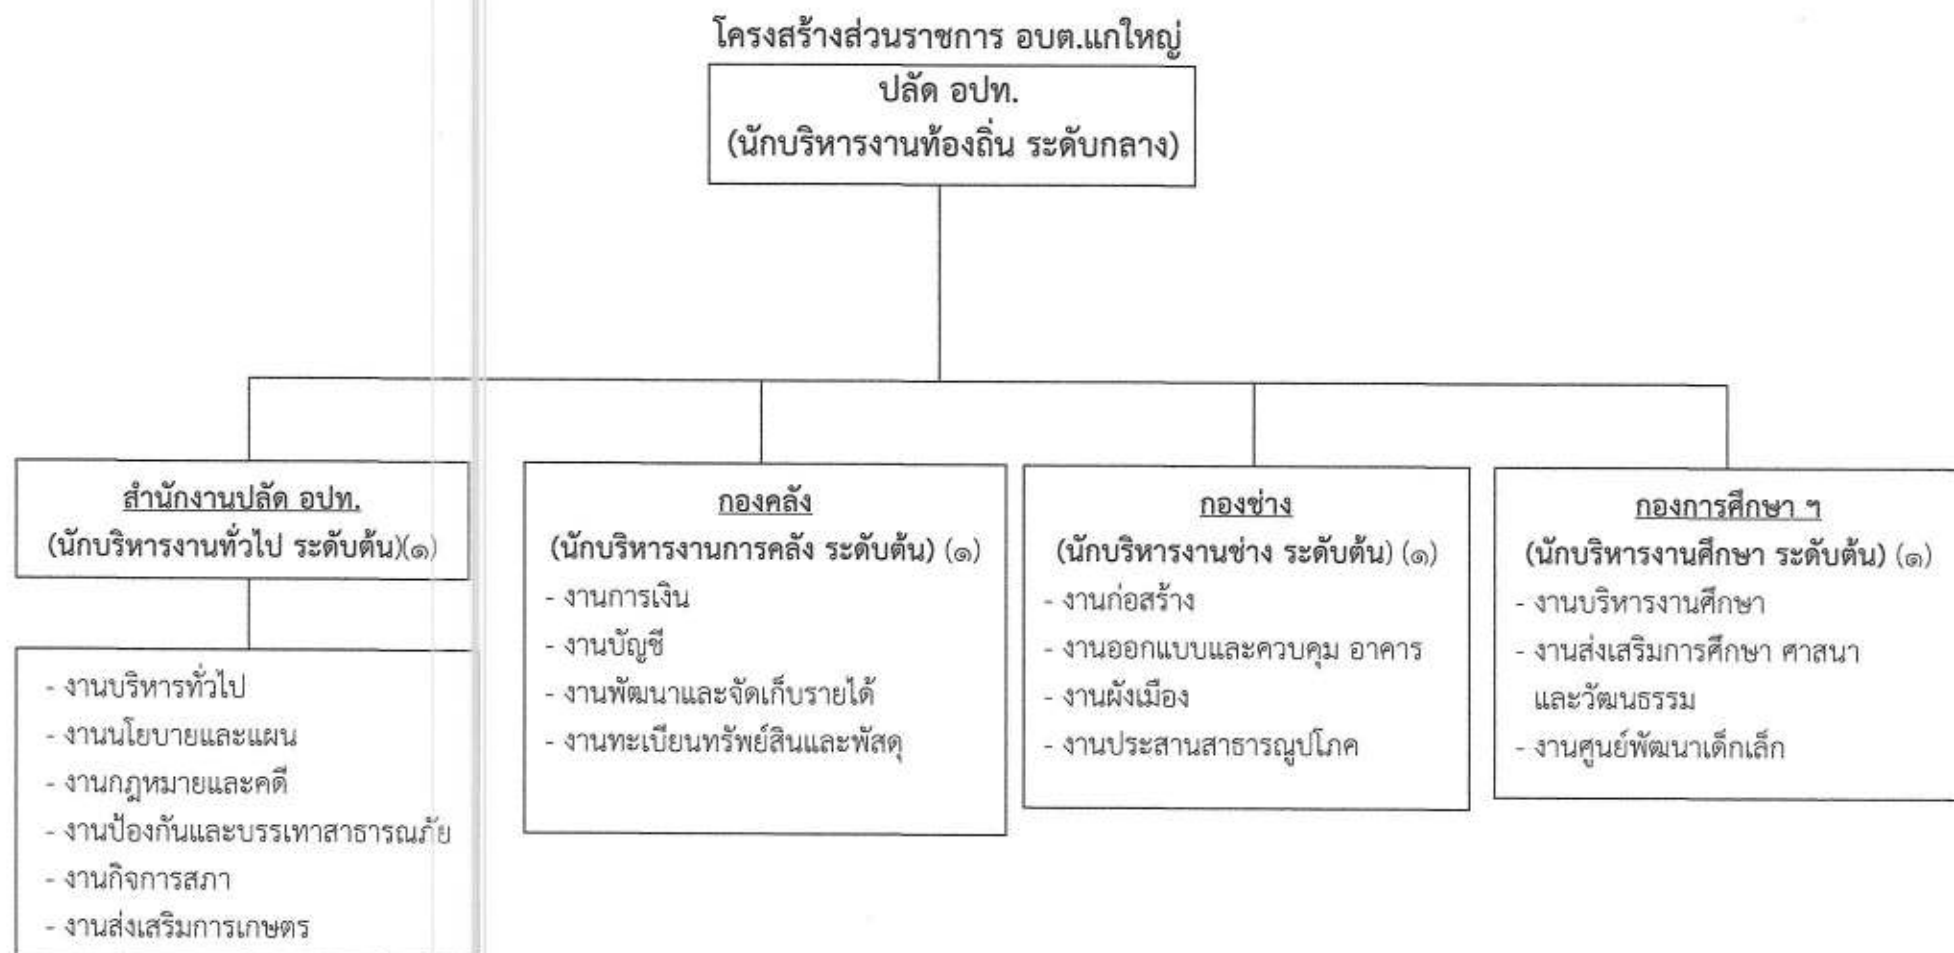 โครงสร้างส่วนราชการ อบต.แกใหญ่
ปลัด อปท.
(นักบริหารงานท้องถิ่น ระดับกลาง)
สำนักงานปลัด อปท.
(นักบริหารงานทั่วไป ระดับต้น)(๑)
- งานบริหารทั่วไป
- งานนโยบายและแผน
- งานกฎหมายและคดี
- งานป้องกันและบรรเทาสาธารณภัย
- งานกิจการสภา
- งานส่งเสริมการเกษตร
กองคลัง
(นักบริหารงานการคลัง ระดับต้น) (๑)
- งานการเงิน
- งานบัญชี
- งานพัฒนาและจัดเก็บรายได้
- งานทะเบียนทรัพย์สินและพัสดุ
กองช่าง
(นักบริหารงานช่าง ระดับต้น) (๑)
- งานก่อสร้าง
- งานออกแบบและควบคุม อาคาร
- งานผังเมือง
- งานประสานสาธารณูปโภค
กองการศึกษา ฯ
(นักบริหารงานศึกษา ระดับต้น) (๑)
- งานบริหารงานศึกษา
- งานส่งเสริมการศึกษา ศาสนา
และวัฒนธรรม
- งานศูนย์พัฒนาเด็กเล็ก